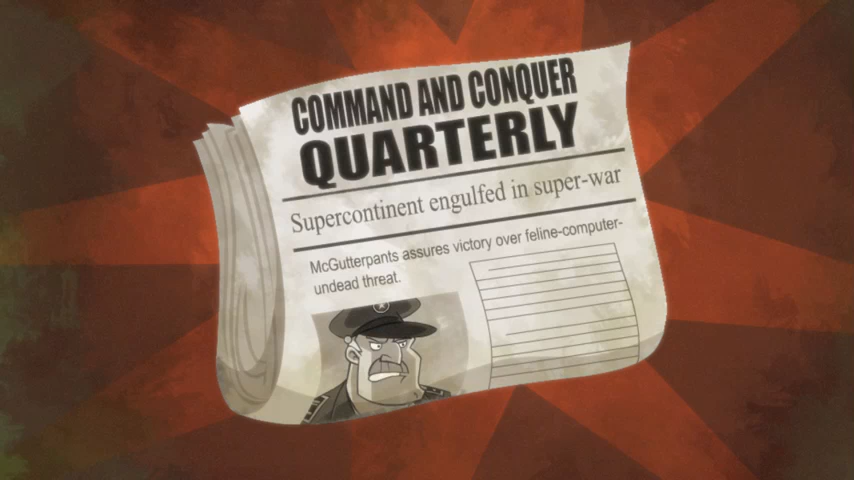 COMMAND AND CONQUER
QUARTERLY
Supercontinent engulfed in super-war
McGutterpants assures victory over feline-computer-
undead threat.